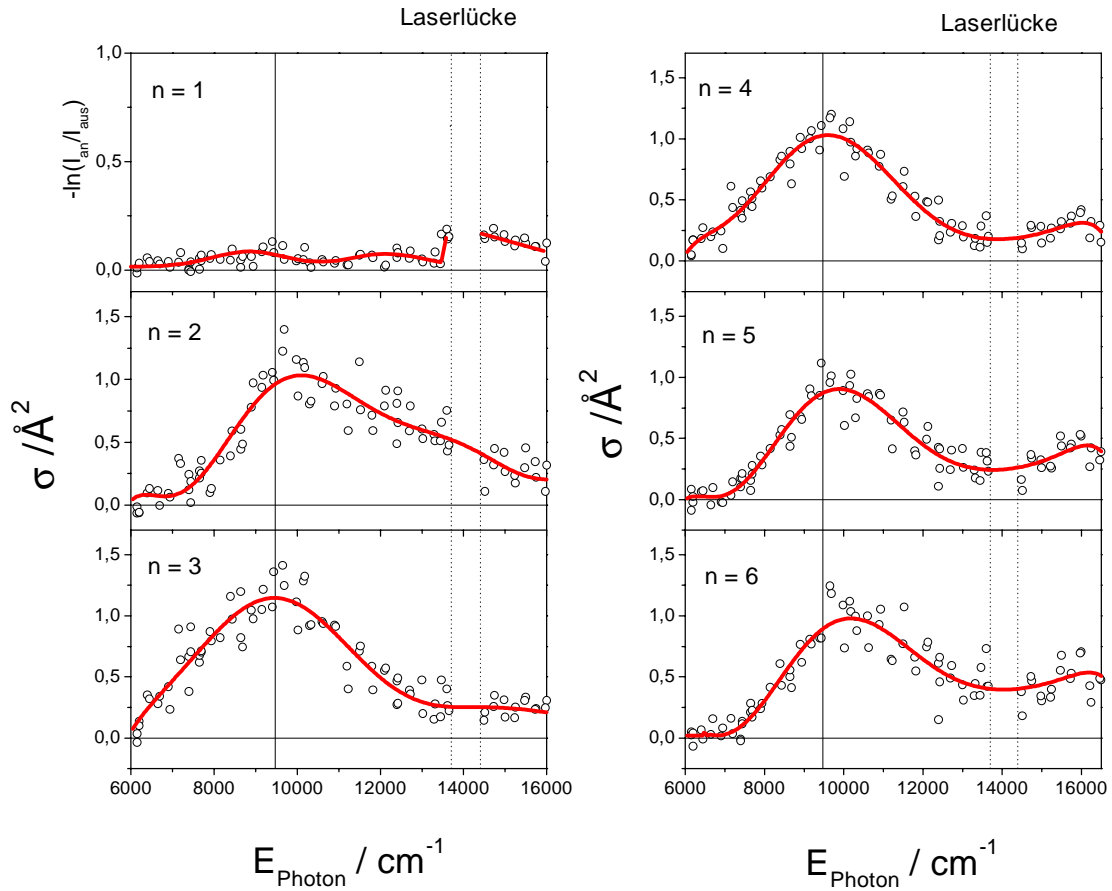 Laserlücke
1,0
n = 1
-ln(I_an/I_aus)
0,5
0,0
1,5
n = 2
1,0
0,5
0,0
1,5
n = 3
1,0
0,5
0,0
σ /Å²
6000 8000 10000 12000 14000 16000
E_Photon / cm⁻¹
Laserlücke
1,5
n = 4
1,0
0,5
0,0
1,5
n = 5
1,0
0,5
0,0
1,5
n = 6
1,0
0,5
0,0
σ /Å²
6000 8000 10000 12000 14000 16000
E_Photon / cm⁻¹